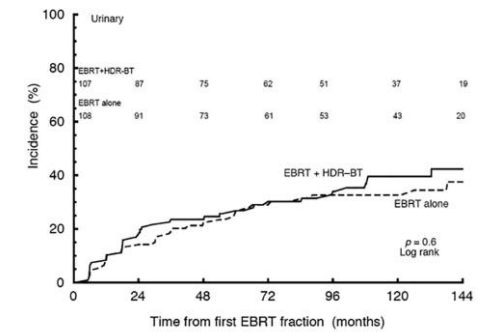 Urinary
100
80
60
40
20
0
Incidence (%)
EBRT+HDR-BT
107 87 75 62 51 37 19
EBRT alone
108 91 73 61 53 43 20
EBRT + HDR–BT
EBRT alone
p = 0.6
Log rank
0 24 48 72 96 120 144
Time from first EBRT fraction (months)